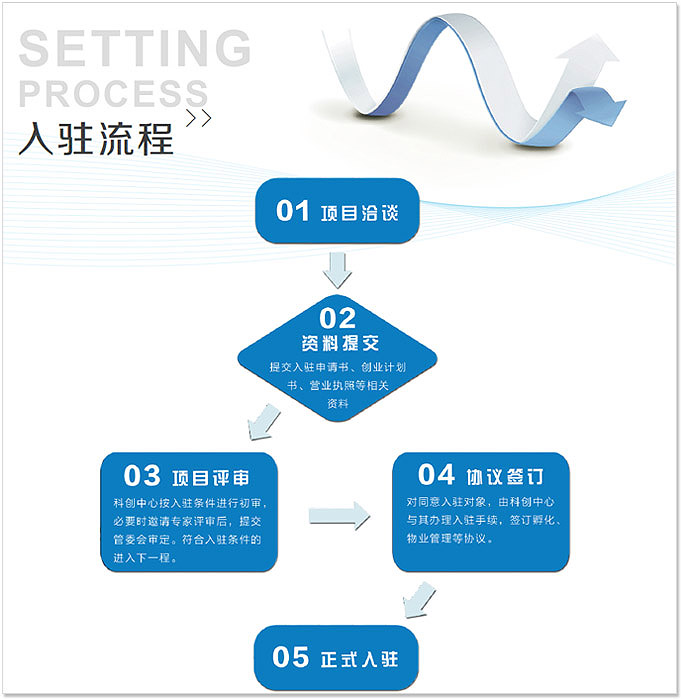 SETTING
PROCESS
入驻流程
01 项目洽谈
02
资料提交
提交入驻申请书、创业计划
书、营业执照等相关
资料
03 项目评审
科创中心按入驻条件进行初审，
必要时邀请专家评审后，提交
管委会审定。符合入驻条件的
进入下一程。
04 协议签订
对同意入驻对象，由科创中心
与其办理入驻手续，签订孵化、
物业管理等协议。
05 正式入驻